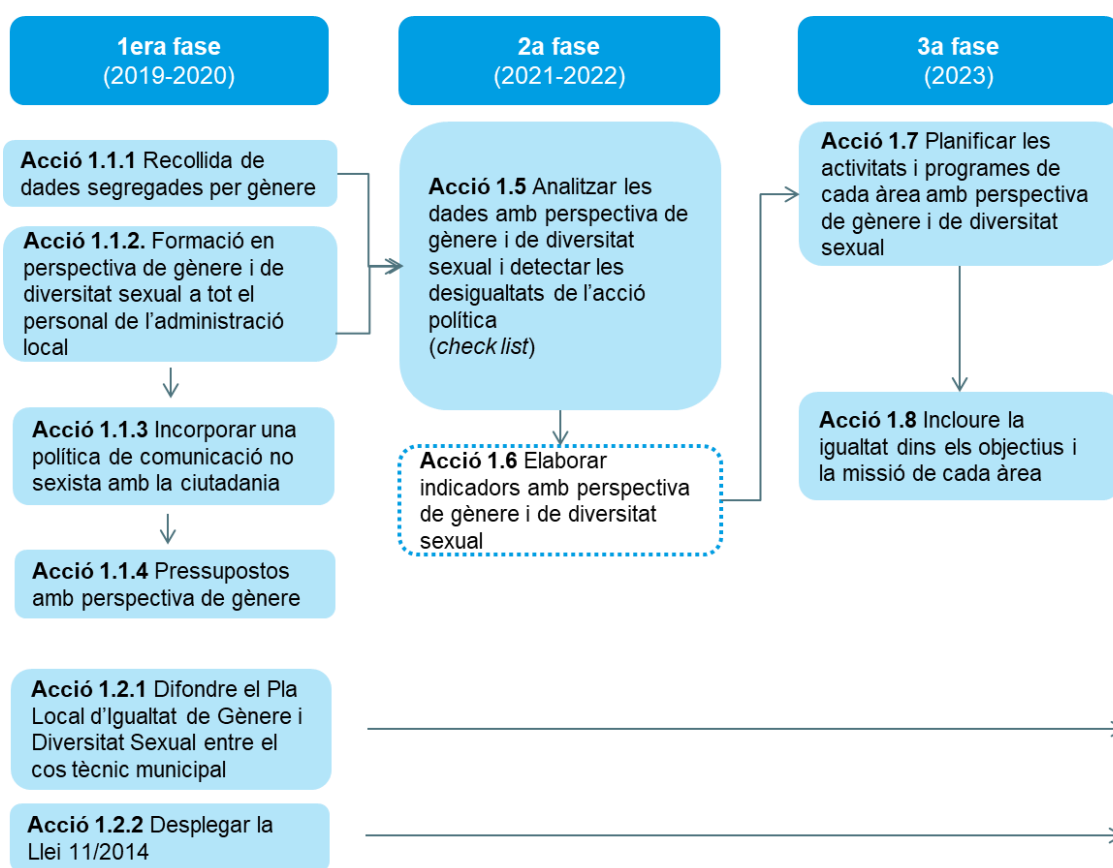 1era fase
(2019-2020)
2a fase
(2021-2022)
3a fase
(2023)
Acció 1.1.1 Recollida de
dades segregades per gènere
Acció 1.1.2. Formació en
perspectiva de gènere i de
diversitat sexual a tot el
personal de l’administració
local
Acció 1.1.3 Incorporar una
política de comunicació no
sexista amb la ciutadania
Acció 1.1.4 Pressupostos
amb perspectiva de gènere
Acció 1.5 Analitzar les
dades amb perspectiva de
gènere i de diversitat
sexual i detectar les
desigualtats de l’acció
política
(check list)
Acció 1.6 Elaborar
indicadors amb perspectiva
de gènere i de diversitat
sexual
Acció 1.7 Planificar les
activitats i programes de
cada àrea amb perspectiva
de gènere i de diversitat
sexual
Acció 1.8 Incloure la
igualtat dins els objectius i
la missió de cada àrea
Acció 1.2.1 Difondre el Pla
Local d’Igualtat de Gènere i
Diversitat Sexual entre el
cos tècnic municipal
Acció 1.2.2 Desplegar la
Llei 11/2014